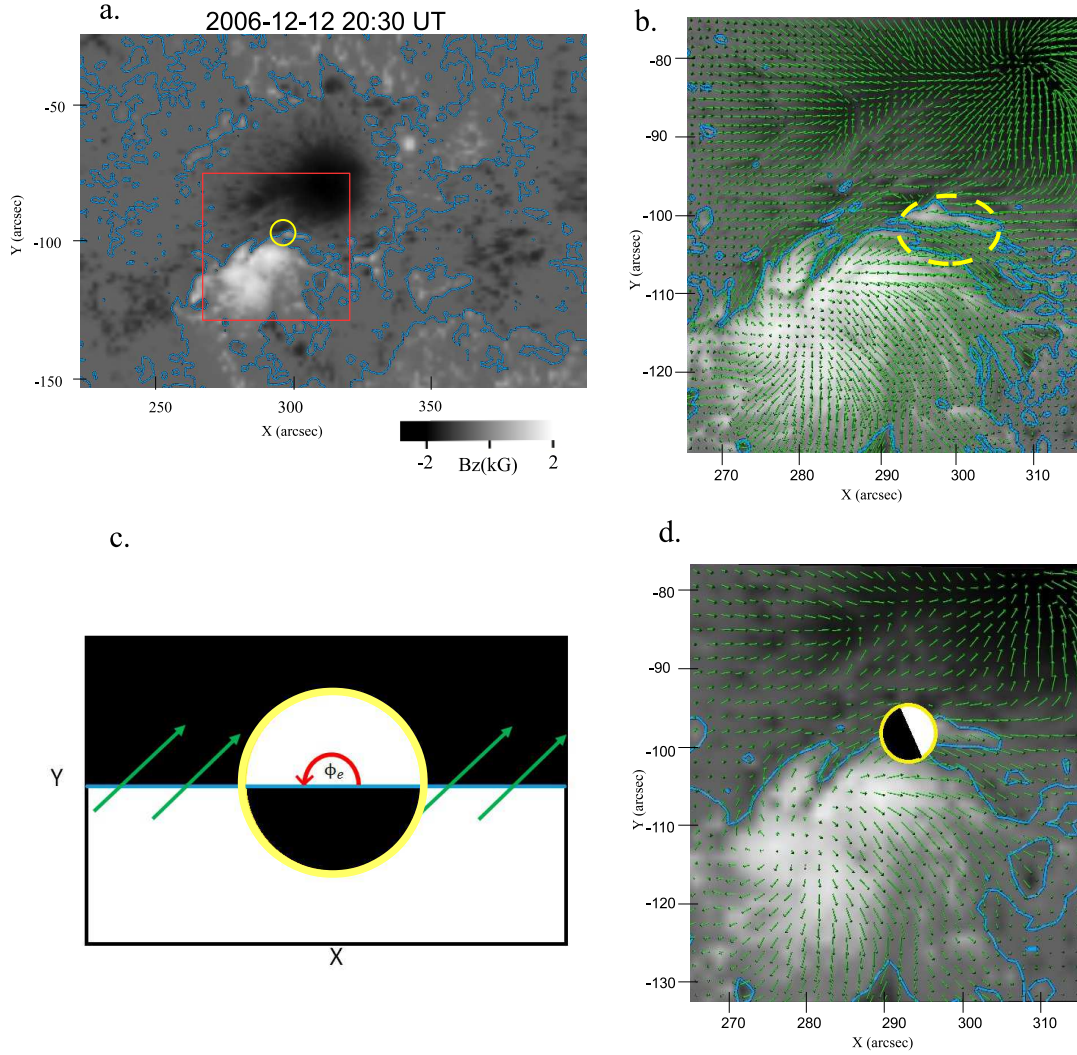 a.
2006-12-12 20:30 UT
-50
-100
-150
Y (arcsec)
250
300
350
X (arcsec)
-2
Bz(kG)
2
b.
-80
-90
-100
-110
-120
Y (arcsec)
270
280
290
300
310
X (arcsec)
c.
Y
ϕe
X
d.
-80
-90
-100
-110
-120
-130
Y (arcsec)
270
280
290
300
310
X (arcsec)